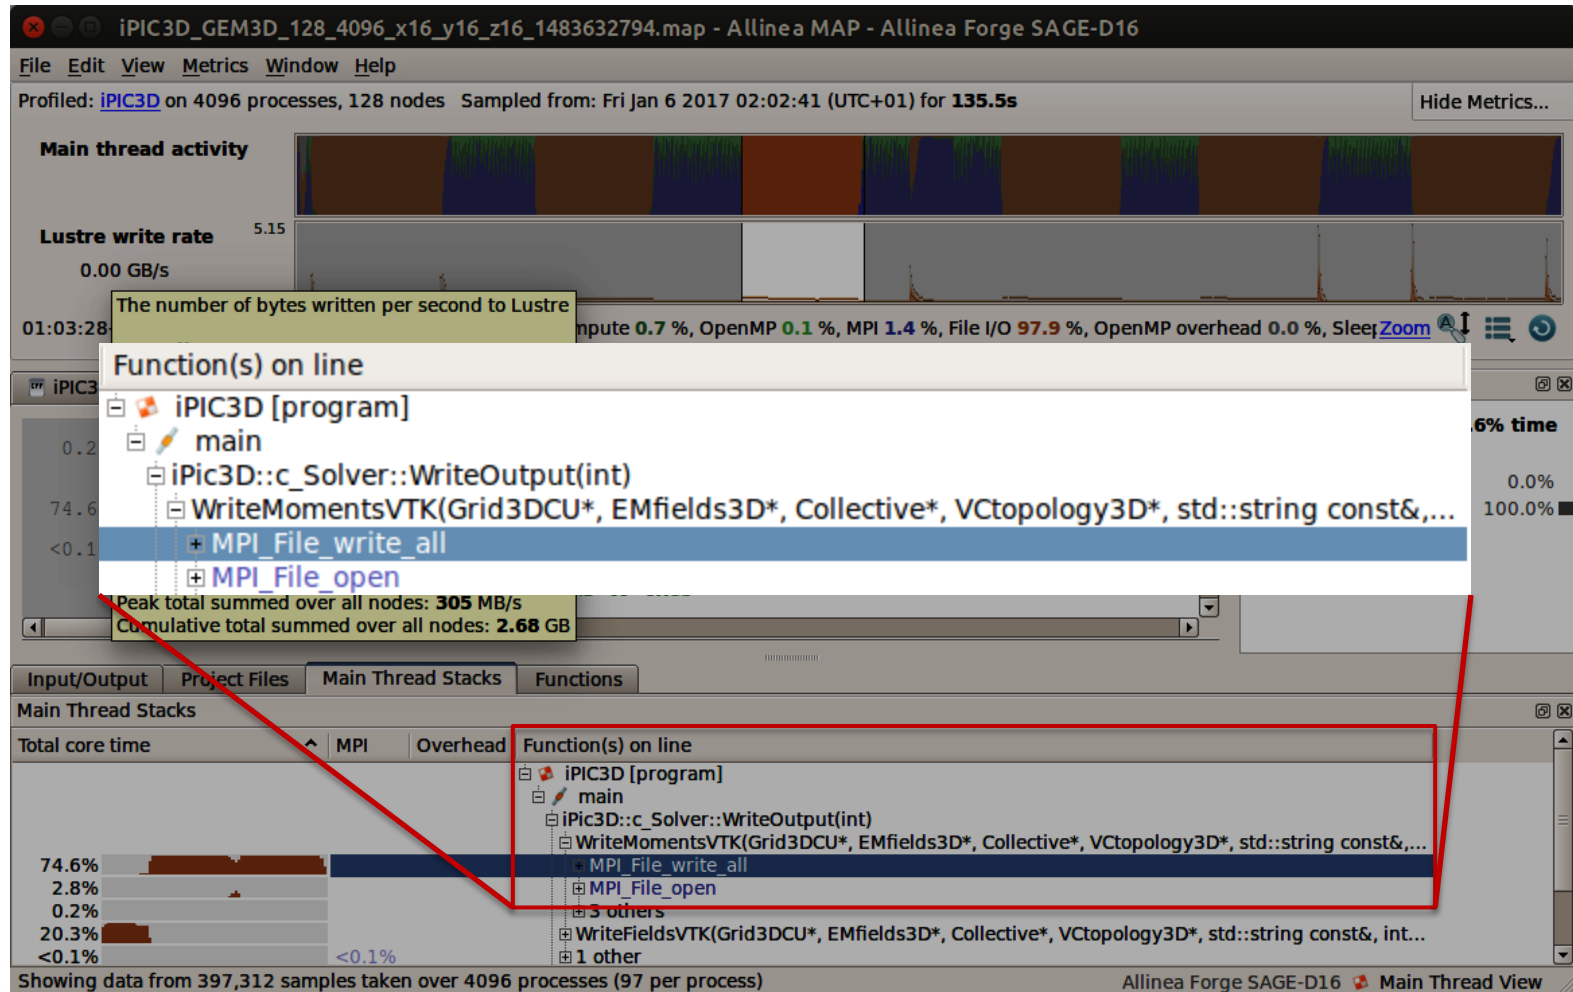 iPIC3D_GEM3D_128_4096_x16_y16_z16_1483632794.map - Allinea MAP - Allinea Forge SAGE-D16
File Edit View Metrics Window Help
Profiled: iPIC3D on 4096 processes, 128 nodes Sampled from: Fri Jan 6 2017 02:02:41 (UTC+01) for 135.5s Hide Metrics...
Main thread activity
Lustre write rate 5.15
0.00 GB/s
The number of bytes written per second to Lustre
01:03:28- mpute 0.7 %, OpenMP 0.1 %, MPI 1.4 %, File I/O 97.9 %, OpenMP overhead 0.0 %, Sleep Zoom
Function(s) on line
iPIC3
iPIC3D [program]
.6% time
main
0.2
iPic3D::c_Solver::WriteOutput(int)
0.0%
WriteMomentsVTK(Grid3DCU*, EMfields3D*, Collective*, VCtopology3D*, std::string const&,...
74.6
100.0%
MPI_File_write_all
<0.1
MPI_File_open
Peak total summed over all nodes: 305 MB/s
Cumulative total summed over all nodes: 2.68 GB
Input/Output Project Files Main Thread Stacks Functions
Main Thread Stacks
Total core time MPI Overhead Function(s) on line
iPIC3D [program]
main
iPic3D::c_Solver::WriteOutput(int)
WriteMomentsVTK(Grid3DCU*, EMfields3D*, Collective*, VCtopology3D*, std::string const&,...
74.6% MPI_File_write_all
2.8% MPI_File_open
0.2% 3 others
20.3% WriteFieldsVTK(Grid3DCU*, EMfields3D*, Collective*, VCtopology3D*, std::string const&, int...
<0.1% <0.1% 1 other
Showing data from 397,312 samples taken over 4096 processes (97 per process) Allinea Forge SAGE-D16 Main Thread View